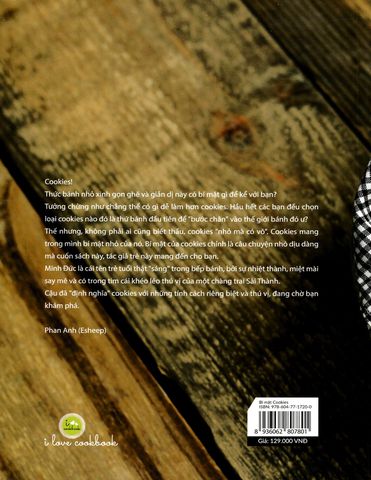 Cookies!
Thức bánh nhỏ xinh gọn ghẽ và giản dị này có bí mật gì để kể với bạn?
Tưởng chừng như chẳng thể có gì dễ làm hơn cookies. Hầu hết các bạn đều chọn
loại cookies nào đó là thứ bánh đầu tiên để "bước chân" vào thế giới bánh đó ư?
Thế nhưng, không phải ai cũng biết thấu, cookies "nhỏ mà có võ". Cookies mang
trong mình bí mật nhỏ của nó. Bí mật của cookies chính là câu chuyện nhỏ dịu dàng
mà cuốn sách này, tác giả trẻ này mang đến cho bạn.
Minh Đức là cái tên trẻ tuổi thật "sáng" trong bếp bánh, bởi sự nhiệt thành, miệt mài
say mê và có trong tim cái khéo léo thú vị của một chàng trai Sài Thành.
Cậu đã "định nghĩa" cookies với những tính cách riêng biệt và thú vị, đang chờ bạn
khám phá.
Phan Anh (Esheep)
i love cookbook
Bí mật Cookies
ISBN: 978-604-77-1720-0
8 936062 807801
Giá: 129.000 VNĐ